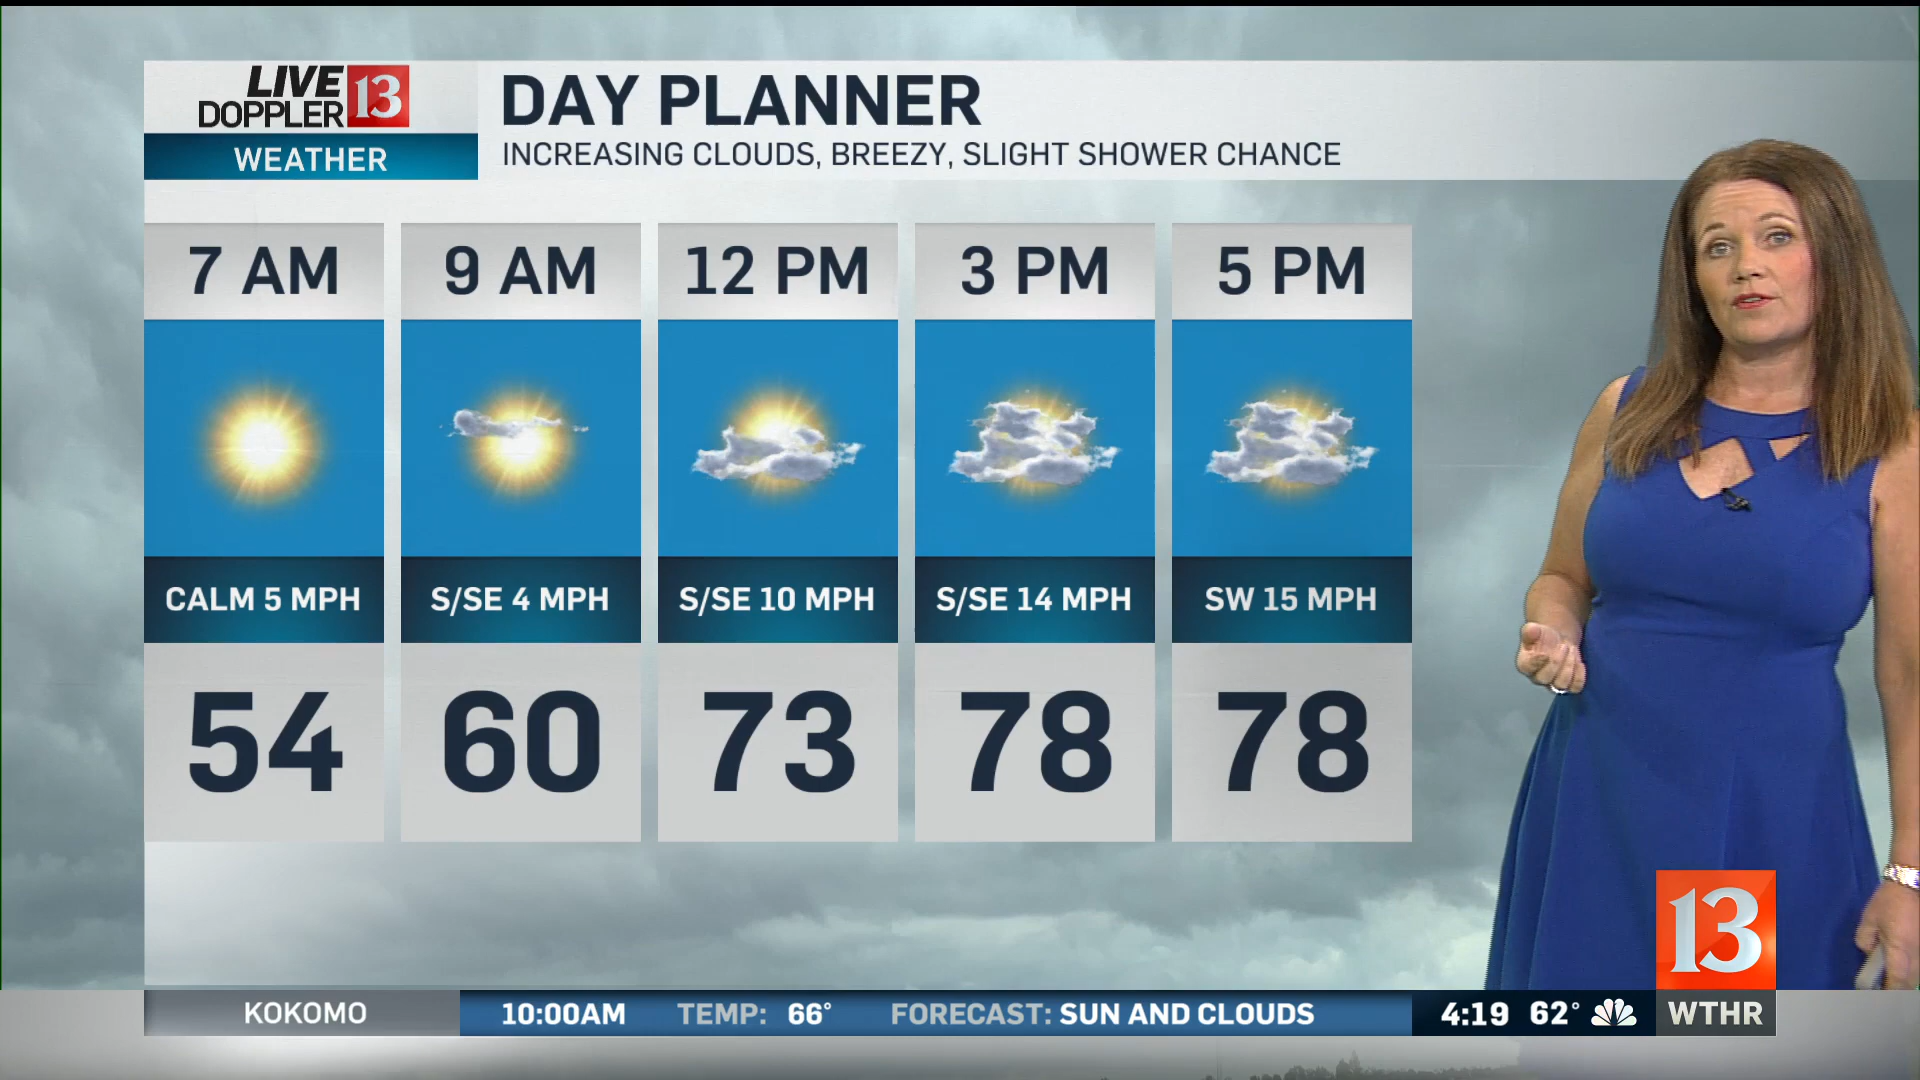 LIVE
DOPPLER 13
WEATHER
DAY PLANNER
INCREASING CLOUDS, BREEZY, SLIGHT SHOWER CHANCE
7 AM 9 AM 12 PM 3 PM 5 PM
CALM 5 MPH S/SE 4 MPH S/SE 10 MPH S/SE 14 MPH SW 15 MPH
54 60 73 78 78
13
KOKOMO 10:00AM TEMP: 66° FORECAST: SUN AND CLOUDS 4:19 62° WTHR